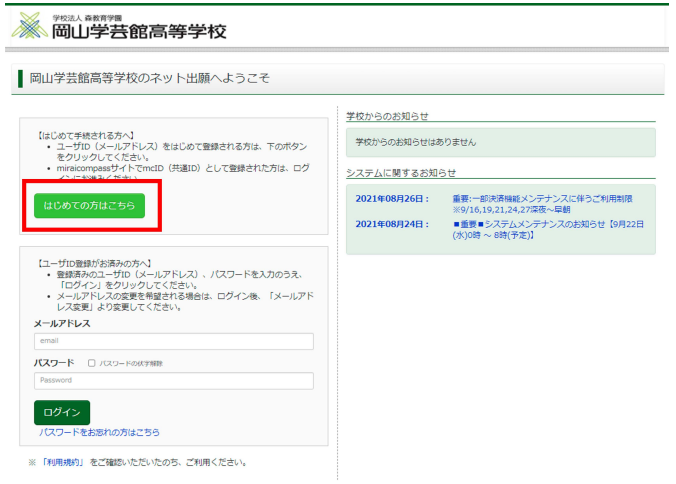 学校法人 森教育学園
岡山学芸館高等学校
岡山学芸館高等学校のネット出願へようこそ
【はじめて手続される方へ】
• ユーザID（メールアドレス）をはじめて登録される方は、下のボタン
をクリックしてください。
• miraicompassサイトでmcID（共通ID）として登録された方は、ログ
インにお進みください
はじめての方はこちら
【ユーザID登録がお済みの方へ】
• 登録済みのユーザID（メールアドレス）、パスワードを入力のうえ、
「ログイン」をクリックしてください。
• メールアドレスの変更を希望される場合は、ログイン後、「メールアド
レス変更」より変更してください。
メールアドレス
email
パスワード パスワードの伏字解除
Password
ログイン
パスワードをお忘れの方はこちら
※ 「利用規約」 をご確認いただいたのち、ご利用ください。
学校からのお知らせ
学校からのお知らせはありません
システムに関するお知らせ
2021年08月26日： 重要:一部決済機能メンテナンスに伴うご利用制限
※9/16,19,21,24,27深夜～早朝
2021年08月24日： ■重要■システムメンテナンスのお知らせ【9月22日
(水)0時 ～ 8時(予定)】